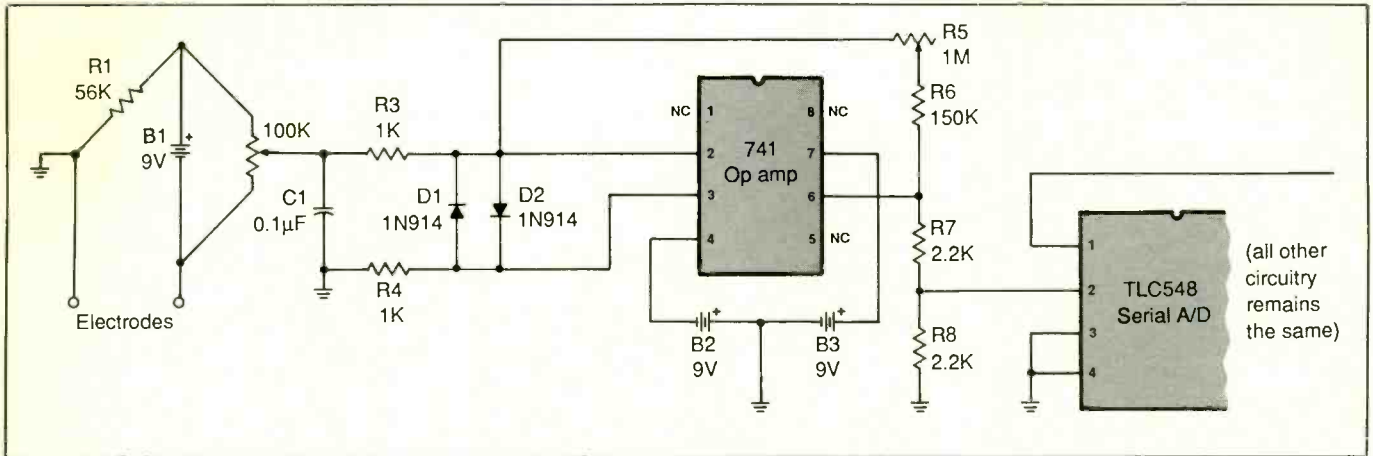 R1
56K
B1
9V
+
100K
C1
0.1µF
R3
1K
R4
1K
D1
1N914
D2
1N914
Electrodes
NC
1
2
3
4
741
Op amp
8
7
6
5
NC
NC
+
B2
9V
+
B3
9V
R5
1M
R6
150K
R7
2.2K
R8
2.2K
1
2
3
4
TLC548
Serial A/D
(all other
circuitry
remains
the same)